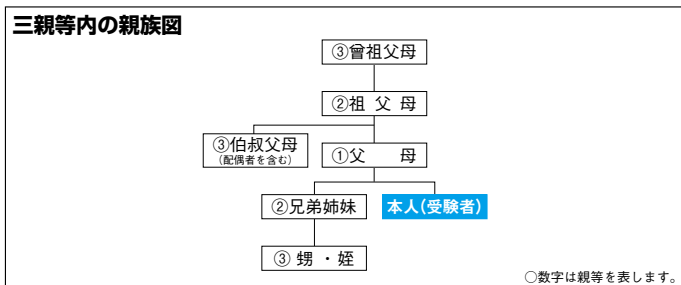 三親等内の親族図
③曾祖父母
②祖父母
③伯叔父母
(配偶者を含む)
①父母
②兄弟姉妹
本人(受験者)
③甥・姪
○数字は親等を表します。